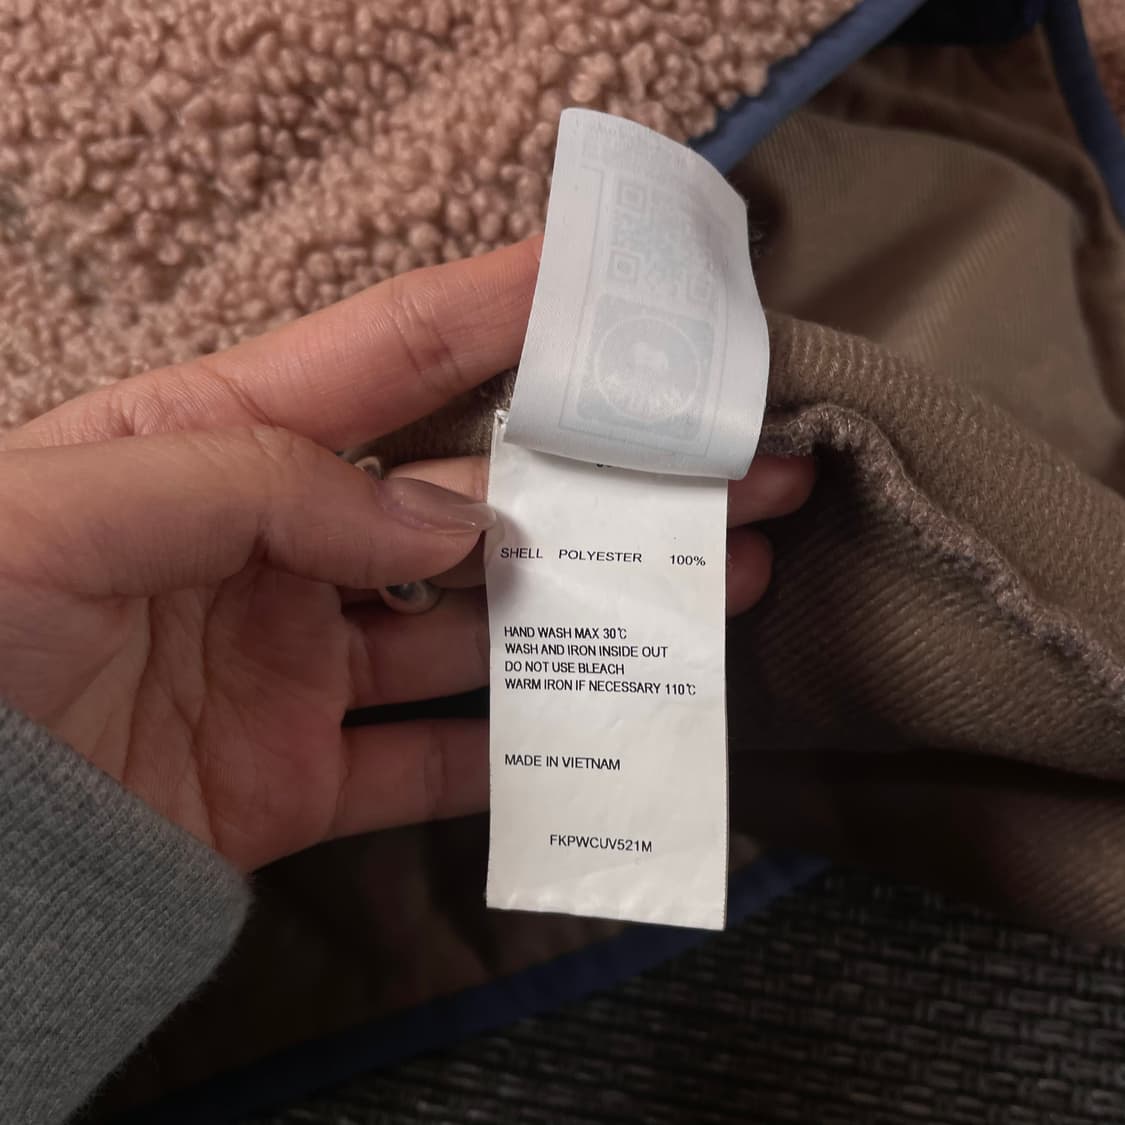 SHELL POLYESTER 100%
HAND WASH MAX 30℃
WASH AND IRON INSIDE OUT
DO NOT USE BLEACH
WARM IRON IF NECESSARY 110℃
MADE IN VIETNAM
FKPWCUV521M